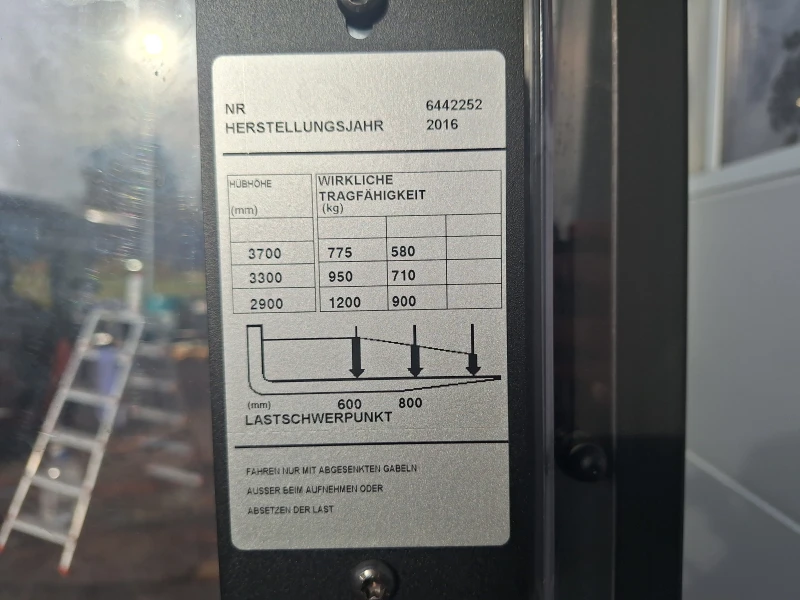 NR 6442252
HERSTELLUNGSJAHR 2016
HÜBHÖHE WIRKLICHE
TRAGFÄHIGKEIT
(mm) (kg)
3700 775 580
3300 950 710
2900 1200 900
(mm) 600 800
LASTSCHWERPUNKT
FAHREN NUR MIT ABGESENKTEN GABELN
AUSSER BEIM AUFNEHMEN ODER
ABSETZEN DER LAST